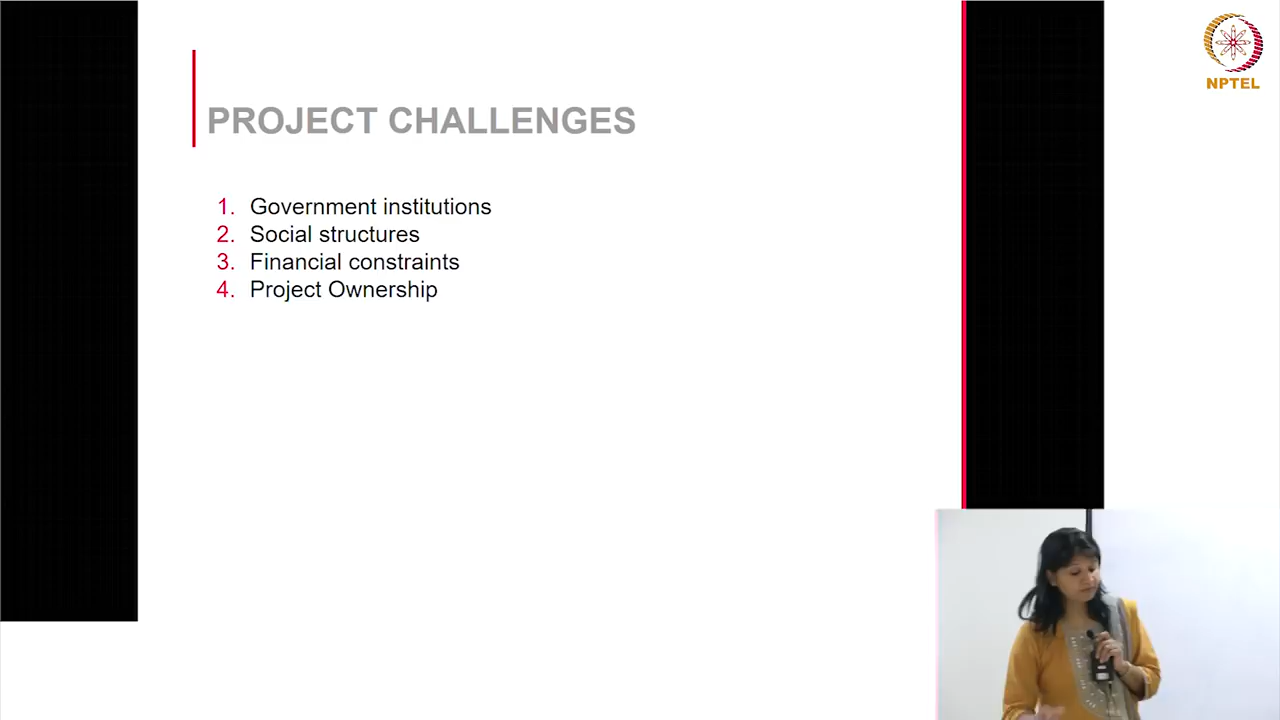 NPTEL
PROJECT CHALLENGES
1. Government institutions
2. Social structures
3. Financial constraints
4. Project Ownership